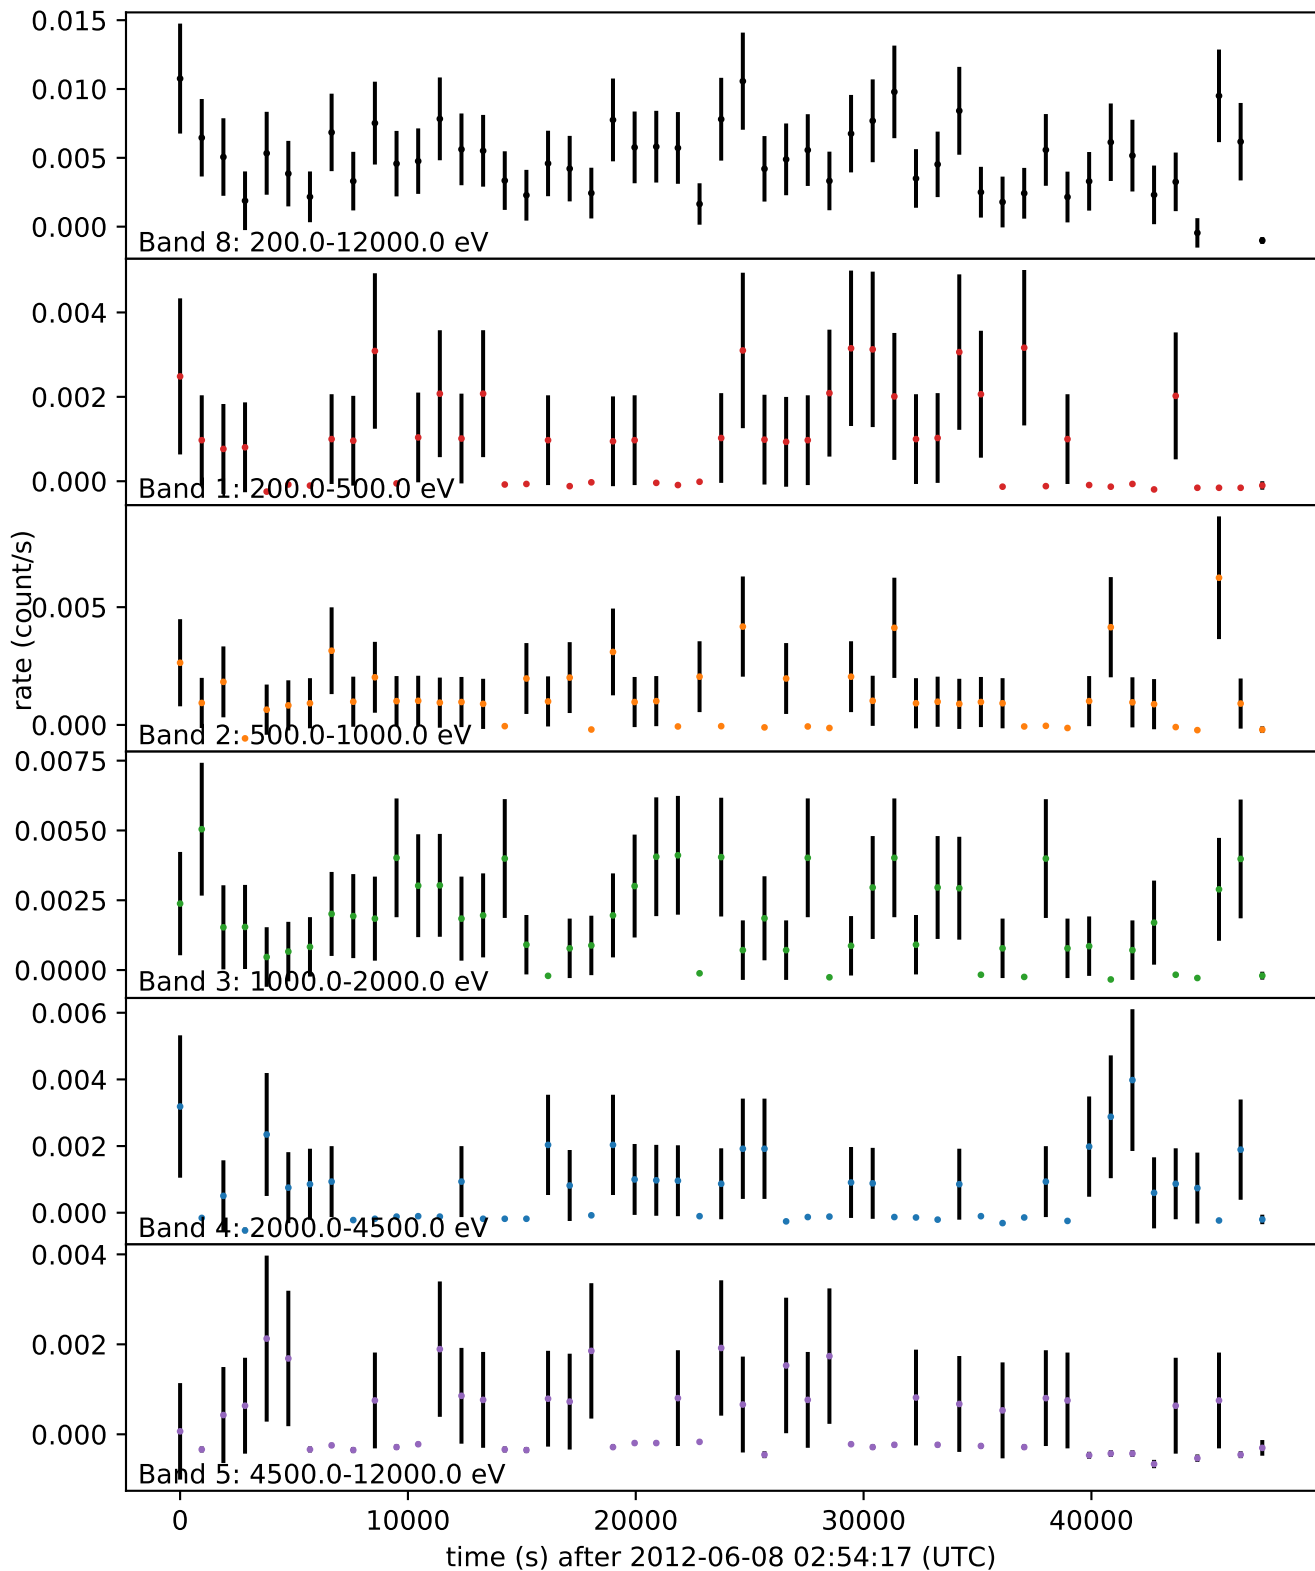 0.015
0.010
0.005
0.000
Band 8: 200.0-12000.0 eV
0.004
0.002
0.000
Band 1: 200.0-500.0 eV
rate (count/s)
0.005
0.000
Band 2: 500.0-1000.0 eV
0.0075
0.0050
0.0025
0.0000
Band 3: 1000.0-2000.0 eV
0.006
0.004
0.002
0.000
Band 4: 2000.0-4500.0 eV
0.004
0.002
0.000
Band 5: 4500.0-12000.0 eV
0 10000 20000 30000 40000
time (s) after 2012-06-08 02:54:17 (UTC)